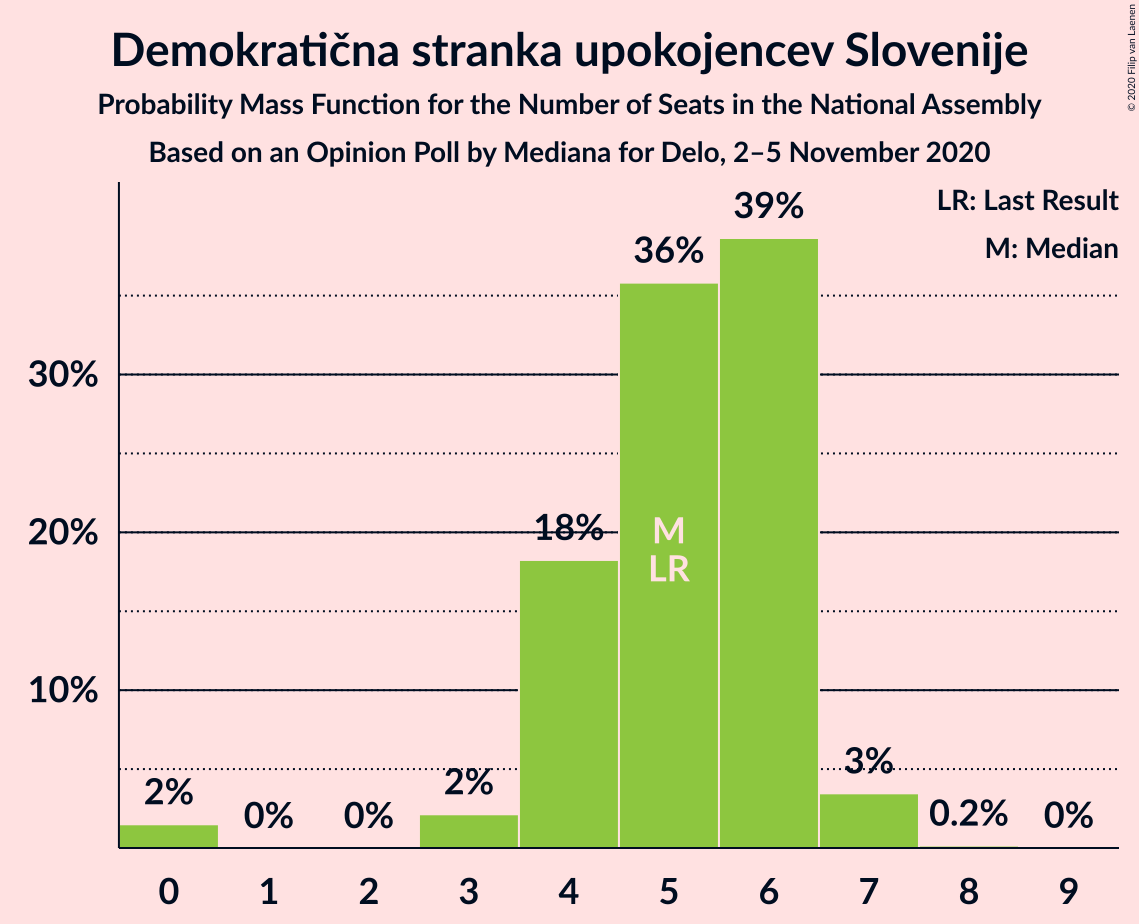 Demokratična stranka upokojencev Slovenije
Probability Mass Function for the Number of Seats in the National Assembly
Based on an Opinion Poll by Mediana for Delo, 2–5 November 2020
© 2020 Filip van Laenen
LR: Last Result
M: Median
39%
36%
30%
20%
18%
M
LR
10%
2%
0%
0%
2%
3%
0.2%
0%
0 1 2 3 4 5 6 7 8 9